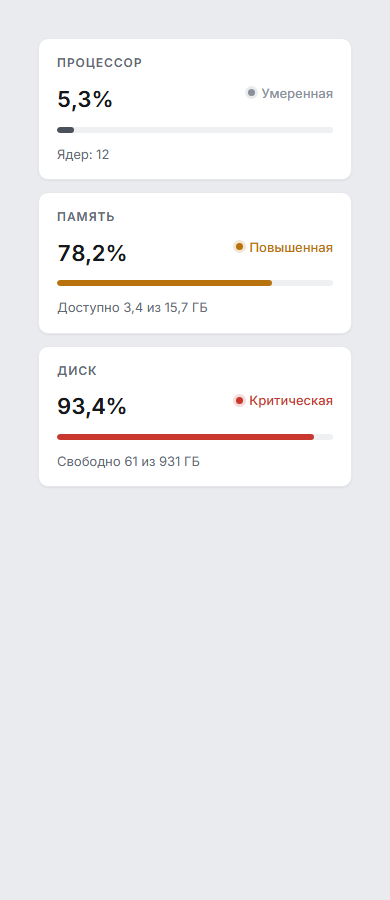 ПРОЦЕССОР
5,3%
Умеренная
Ядер: 12
ПАМЯТЬ
78,2%
Повышенная
Доступно 3,4 из 15,7 ГБ
ДИСК
93,4%
Критическая
Свободно 61 из 931 ГБ